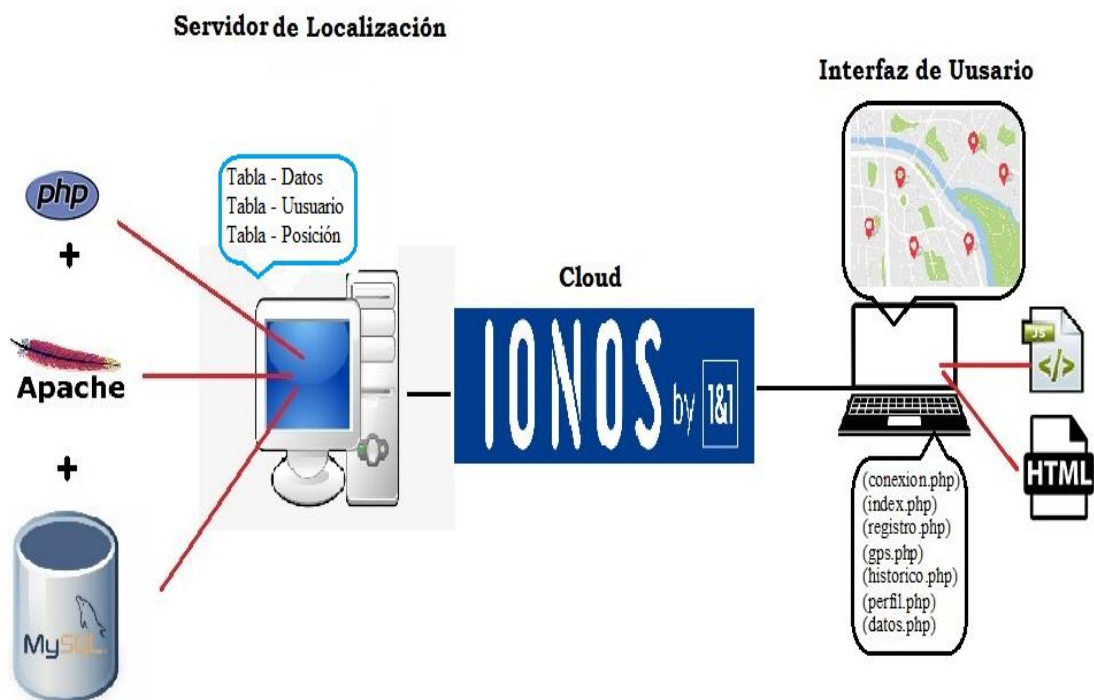 Servidor de Localización
Interfaz de Uusario
php
Tabla - Datos
Tabla - Uusuario
Tabla - Posición
+
Cloud
IONOS by 1&1
Apache
JS
</>
+
HTML
MySQL
(conexion.php)
(index.php)
(registro.php)
(gps.php)
(historico.php)
(perfil.php)
(datos.php)